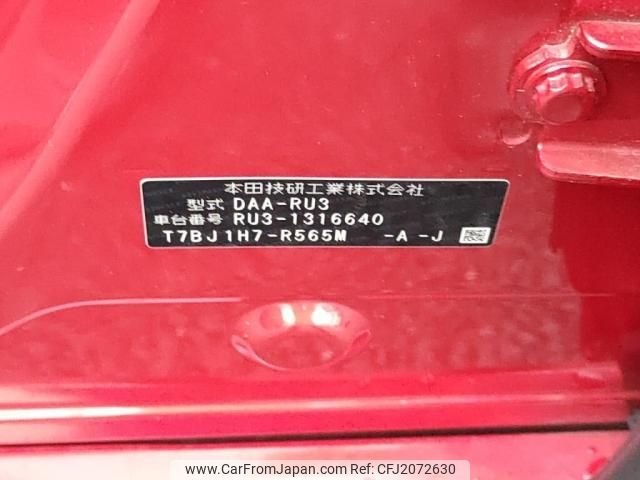 本田技研工業株式会社
型式 DAA-RU3
車台番号 RU3-1316640
T7BJ1H7-R565M -A -J
www.CarFromJapan.com - CFJ2072630